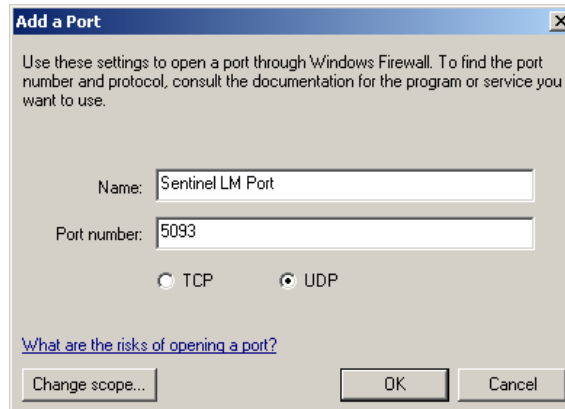 Add a Port
Use these settings to open a port through Windows Firewall. To find the port
number and protocol, consult the documentation for the program or service you
want to use.
Name: Sentinel LM Port
Port number: 5093
TCP UDP
What are the risks of opening a port?
Change scope... OK Cancel